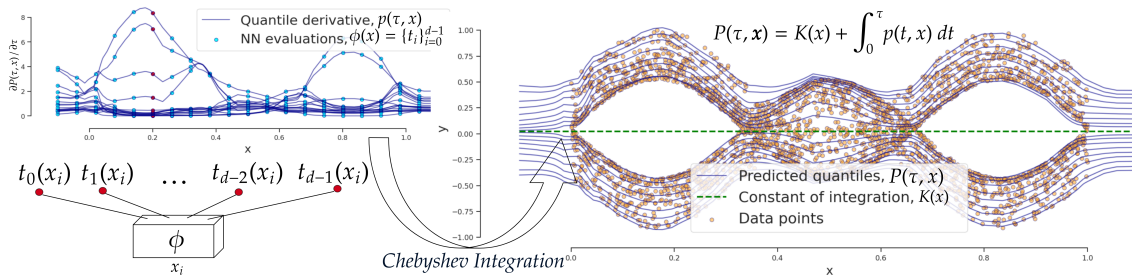 Quantile derivative, p(τ, x)
NN evaluations, ϕ(x) = {t_i}_{i=0}^{d−1}
∂P(τ, x)/∂τ
8
6
4
2
0
0.0 0.2 0.4 0.6 0.8 1.0
x
t_0(x_i) t_1(x_i) ... t_{d−2}(x_i) t_{d−1}(x_i)
ϕ
x_i
Chebyshev Integration
P(τ, x) = K(x) + ∫_0^τ p(t, x) dt
y
1.00
0.75
0.50
0.25
0.00
−0.25
−0.50
−0.75
−1.00
Predicted quantiles, P(τ, x)
Constant of integration, K(x)
Data points
0.0 0.2 0.4 0.6 0.8 1.0
x